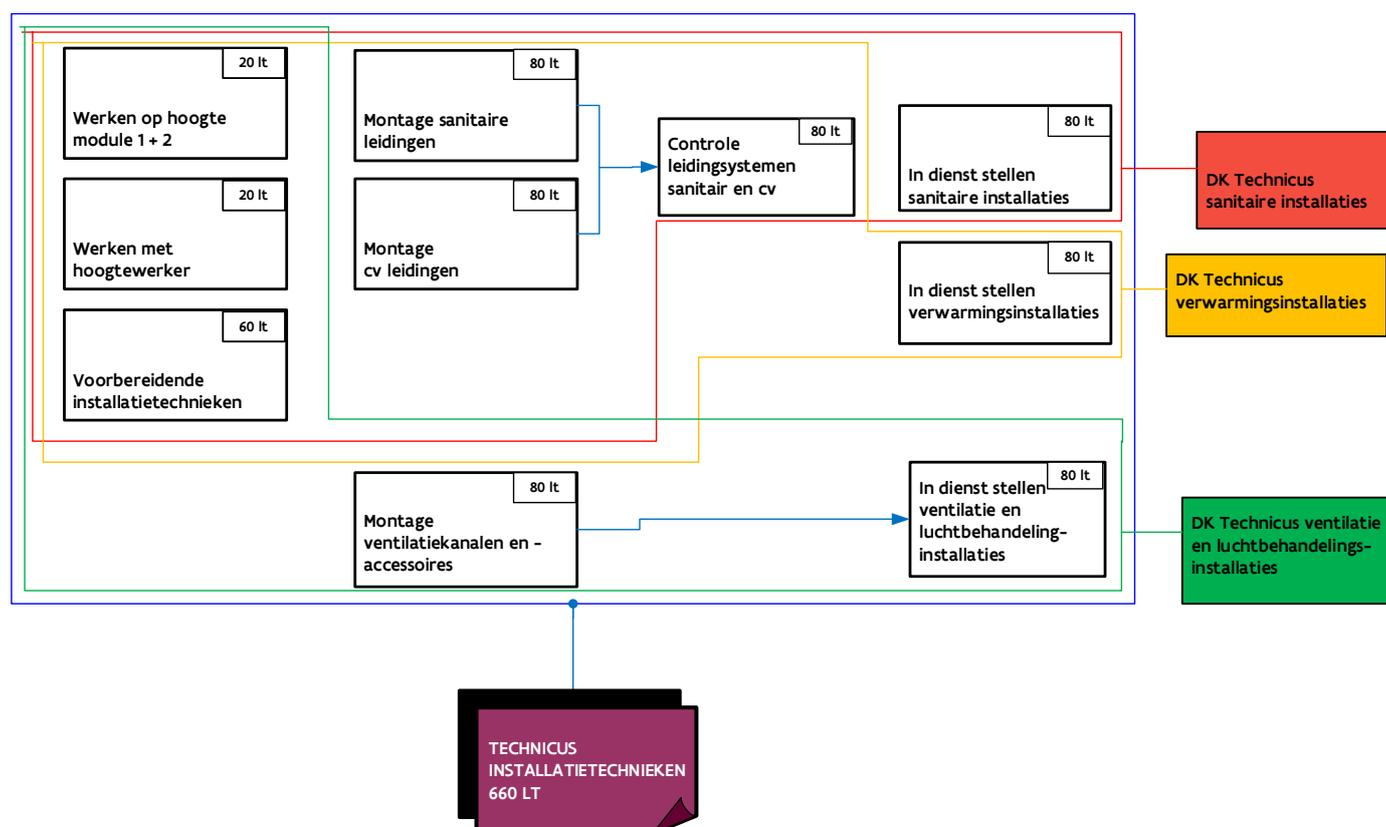 20 lt
Werken op hoogte
module 1 + 2
80 lt
Montage sanitaire
leidingen
80 lt
Controle
leidingsystemen
sanitair en cv
80 lt
In dienst stellen
sanitaire installaties
DK Technicus
sanitaire installaties
20 lt
Werken met
hoogtewerker
80 lt
Montage
cv leidingen
80 lt
In dienst stellen
verwarmingsinstallaties
DK Technicus
verwarmingsinstallaties
60 lt
Voorbereidende
installatietechnieken
80 lt
Montage
ventilatiekanalen en -
accessoires
80 lt
In dienst stellen
ventilatie en
luchtbehandeling-
installaties
DK Technicus ventilatie
en luchtbehandelings-
installaties
TECHNICUS
INSTALLATIETECHNIEKEN
660 LT